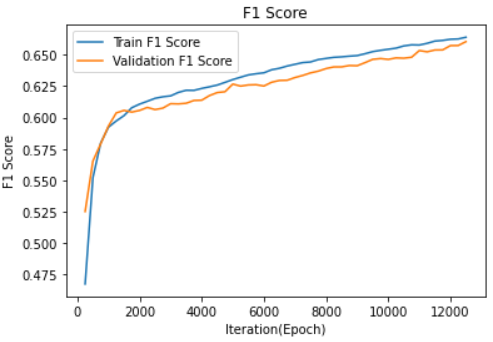 F1 Score
Train F1 Score
Validation F1 Score
F1 Score
0.650
0.625
0.600
0.575
0.550
0.525
0.500
0.475
0 2000 4000 6000 8000 10000 12000
Iteration(Epoch)